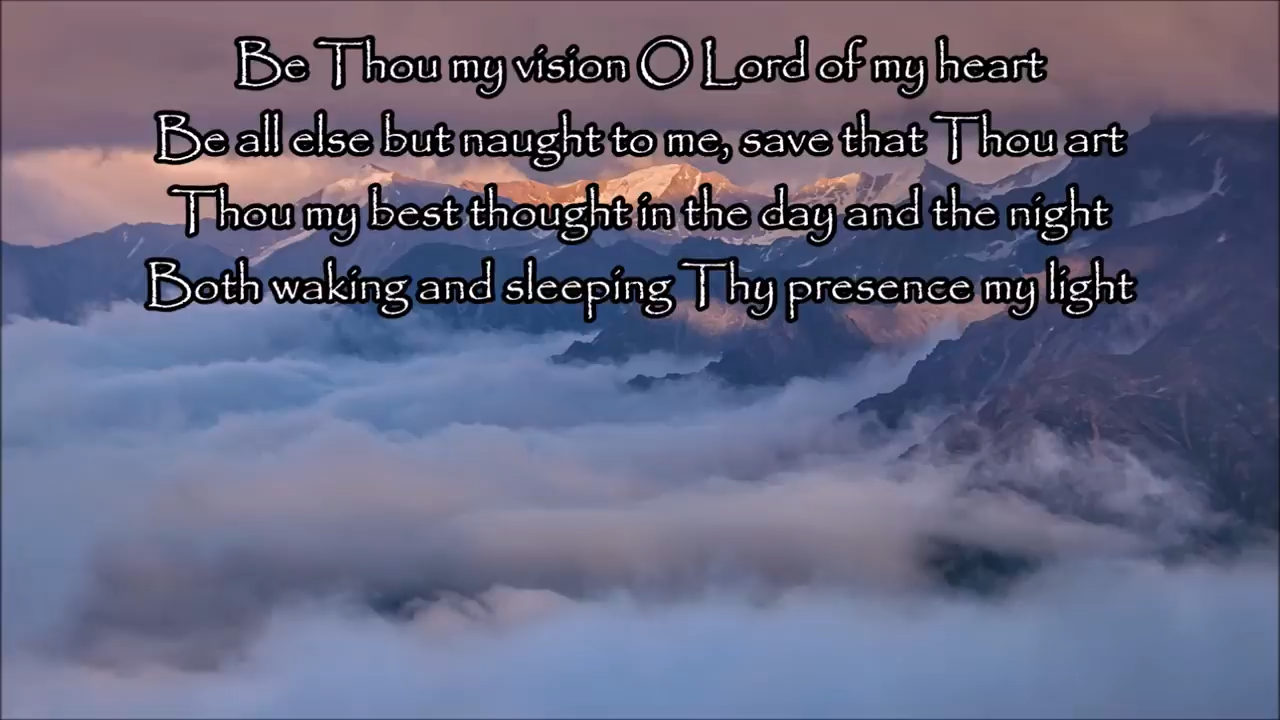 Be Thou my vision O Lord of my heart
Be all else but naught to me, save that Thou art
Thou my best thought in the day and the night
Both waking and sleeping Thy presence my light